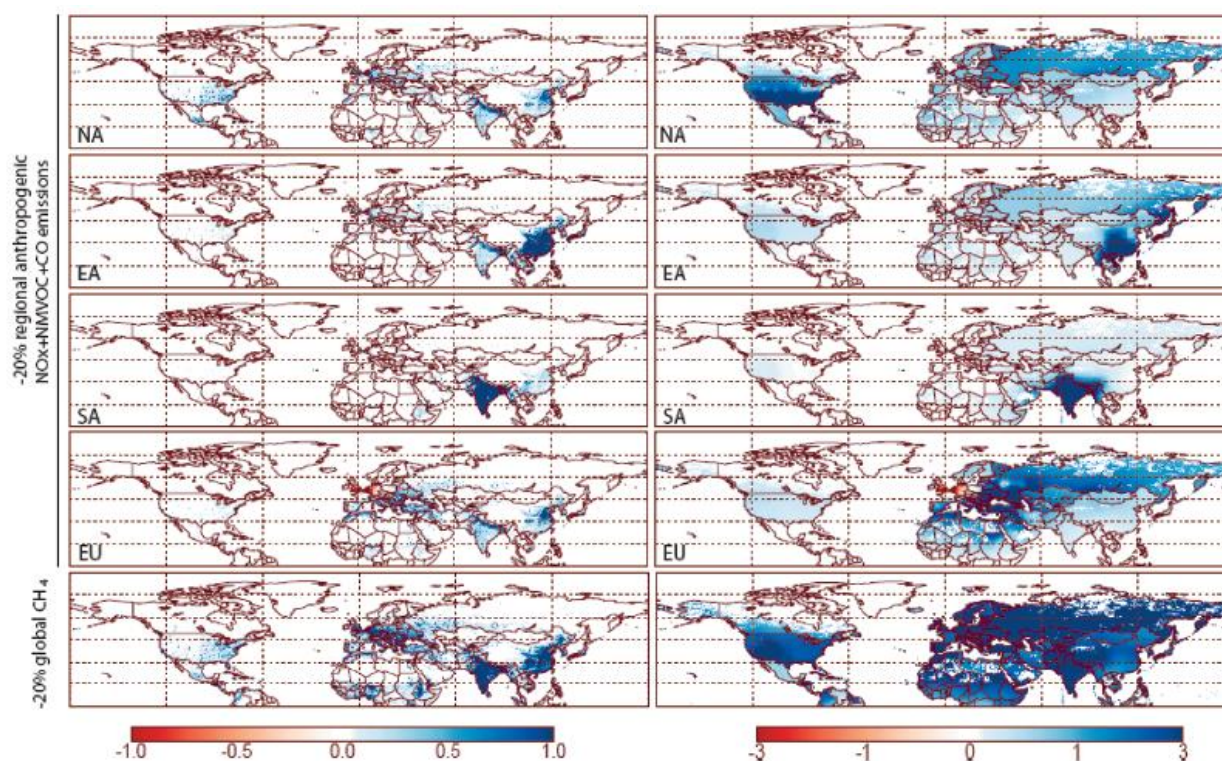 NA
NA
EA
EA
SA
SA
EU
EU
-20% regional anthropogenic
NOx+NMVOC+CO emissions
-20% global CH₄
-1.0 -0.5 0.0 0.5 1.0
-3 -1 0 1 3